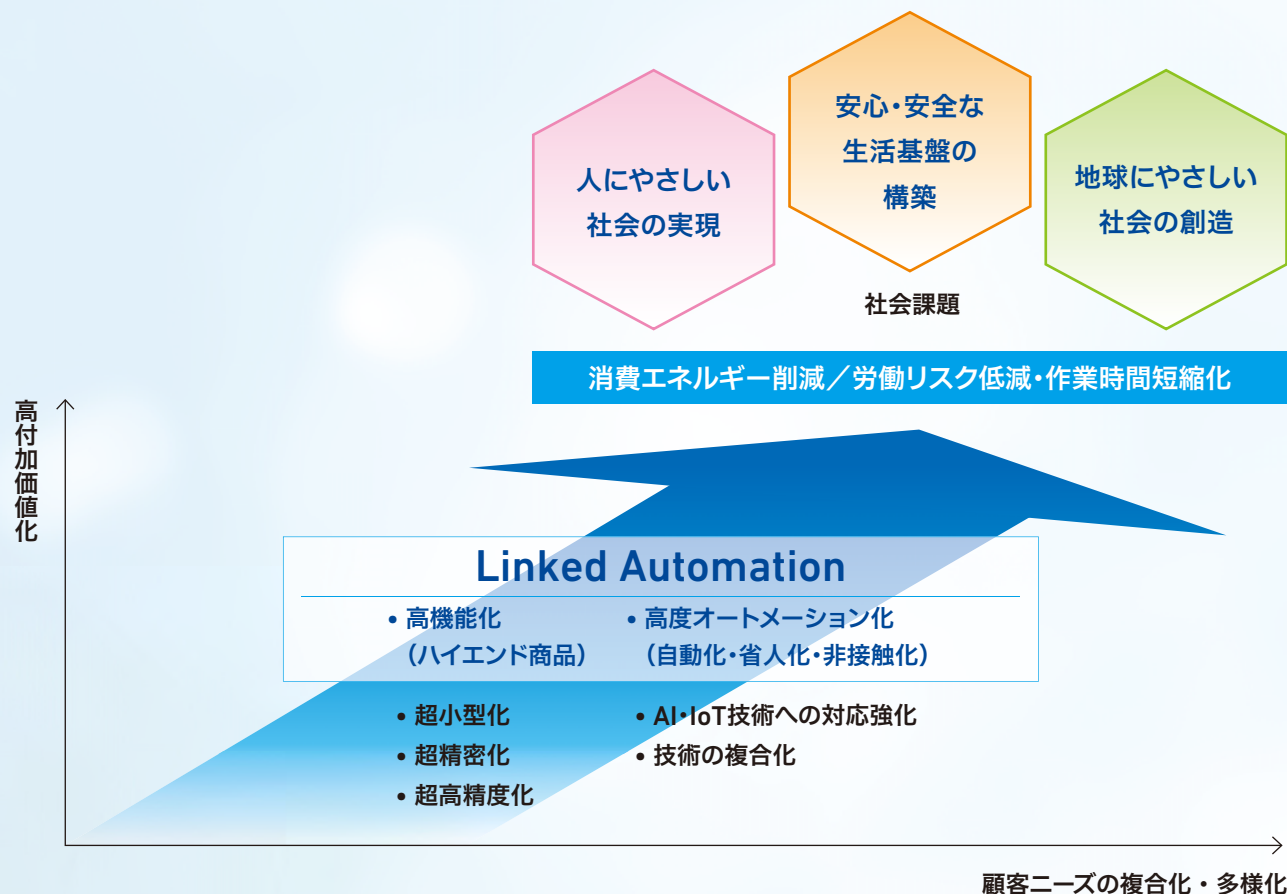 人にやさしい
社会の実現
安心・安全な
生活基盤の
構築
地球にやさしい
社会の創造
社会課題
消費エネルギー削減／労働リスク低減・作業時間短縮化
高付加価値化
Linked Automation
• 高機能化
（ハイエンド商品）
• 高度オートメーション化
（自動化・省人化・非接触化）
• 超小型化
• 超精密化
• 超高精度化
• AI・IoT技術への対応強化
• 技術の複合化
顧客ニーズの複合化・多様化